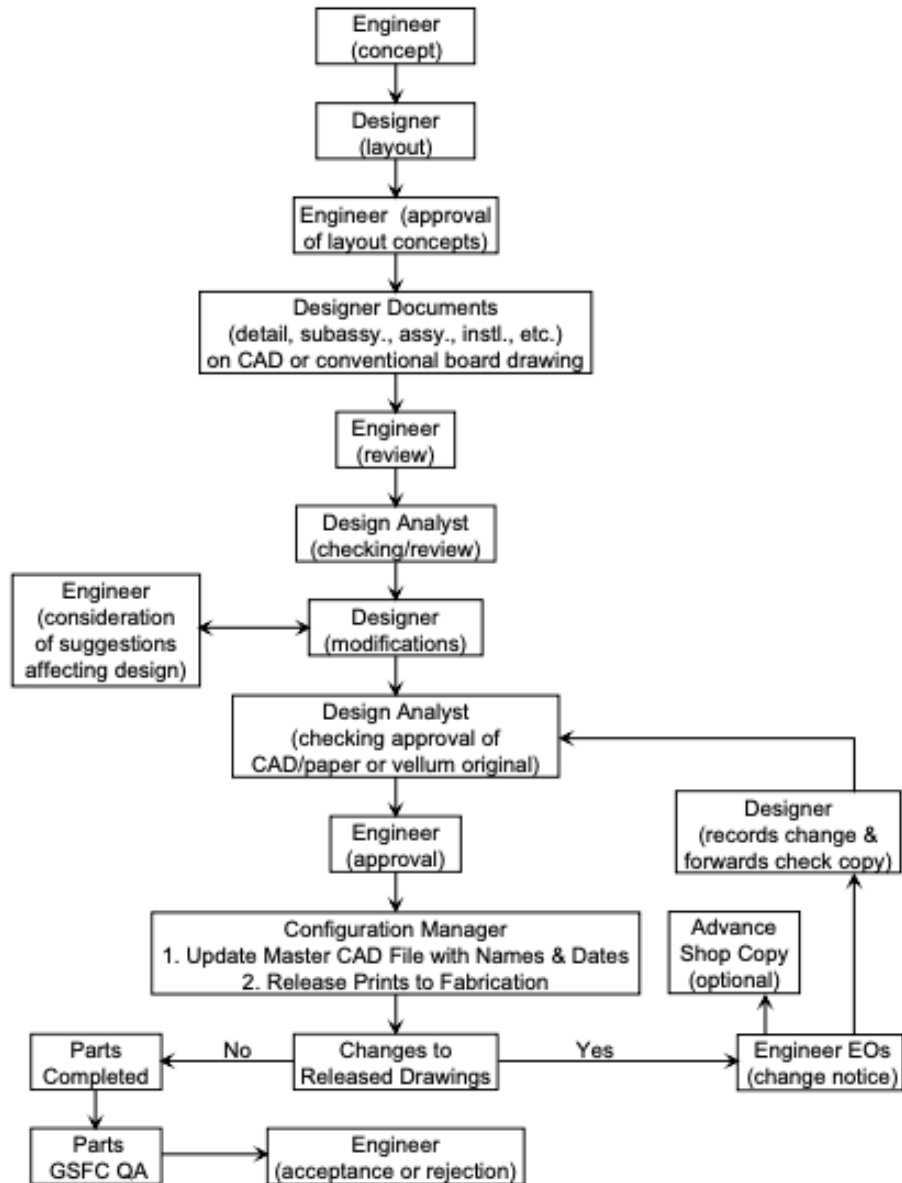 Engineer
(concept)
Designer
(layout)
Engineer (approval
of layout concepts)
Designer Documents
(detail, subassy., assy., instl., etc.)
on CAD or conventional board drawing
Engineer
(review)
Design Analyst
(checking/review)
Engineer
(consideration
of suggestions
affecting design)
Designer
(modifications)
Design Analyst
(checking approval of
CAD/paper or vellum original)
Designer
(records change &
forwards check copy)
Engineer
(approval)
Configuration Manager
1. Update Master CAD File with Names & Dates
2. Release Prints to Fabrication
Advance
Shop Copy
(optional)
Parts
Completed
No
Changes to
Released Drawings
Yes
Engineer EOs
(change notice)
Parts
GSFC QA
Engineer
(acceptance or rejection)